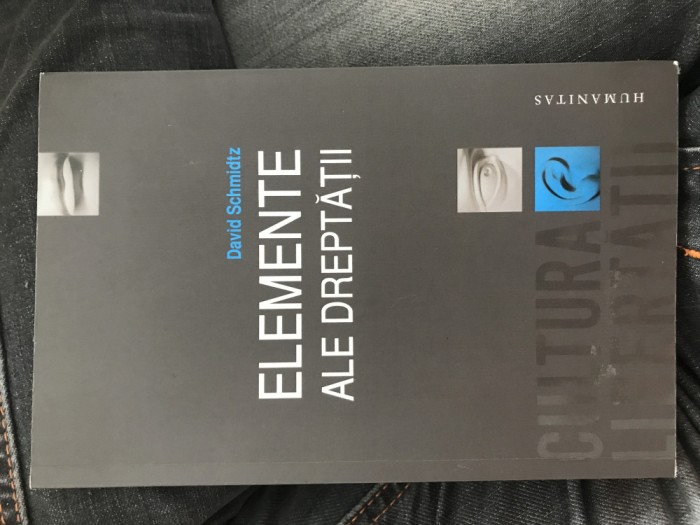 David Schmidtz
ELEMENTE
ALE DREPTĂȚII
CULTURA
LIBERTĂȚII
HUMANITAS